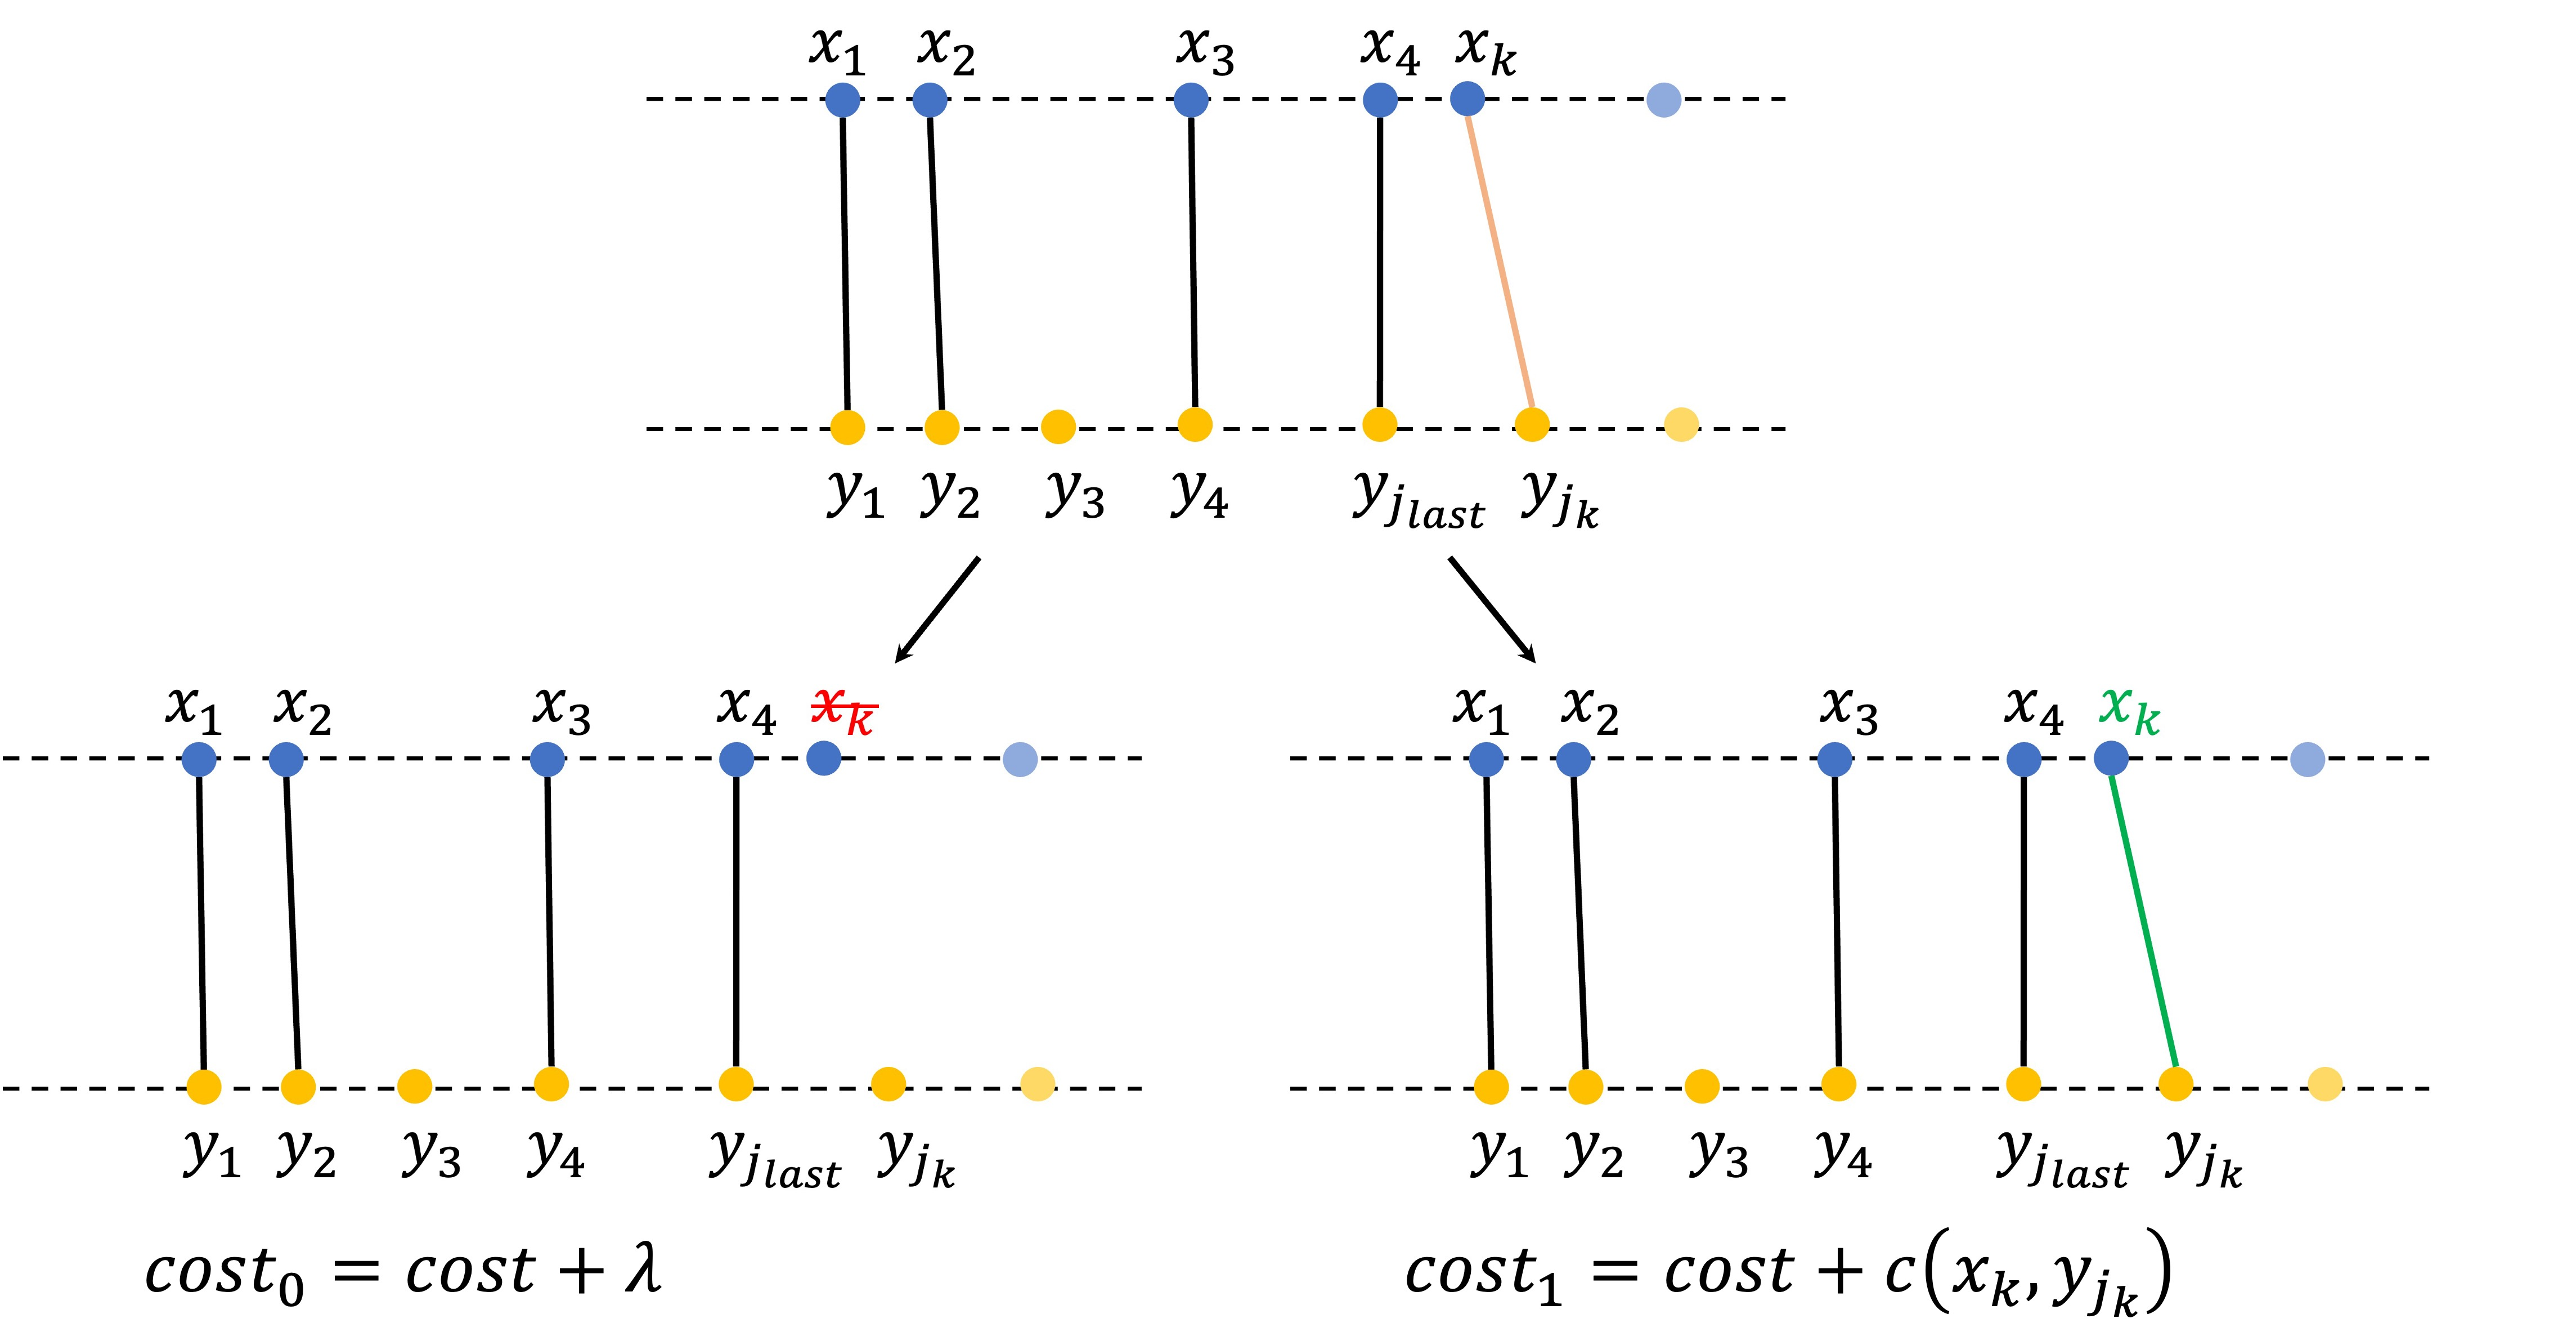 x₁ x₂ x₃ x₄ xₖ
y₁ y₂ y₃ y₄ y_{j_{last}} y_{j_k}
x₁ x₂ x₃ x₄ xₖ
x₁ x₂ x₃ x₄ xₖ
y₁ y₂ y₃ y₄ y_{j_{last}} y_{j_k}
y₁ y₂ y₃ y₄ y_{j_{last}} y_{j_k}
cost₀ = cost + λ
cost₁ = cost + c(xₖ, y_{j_k})